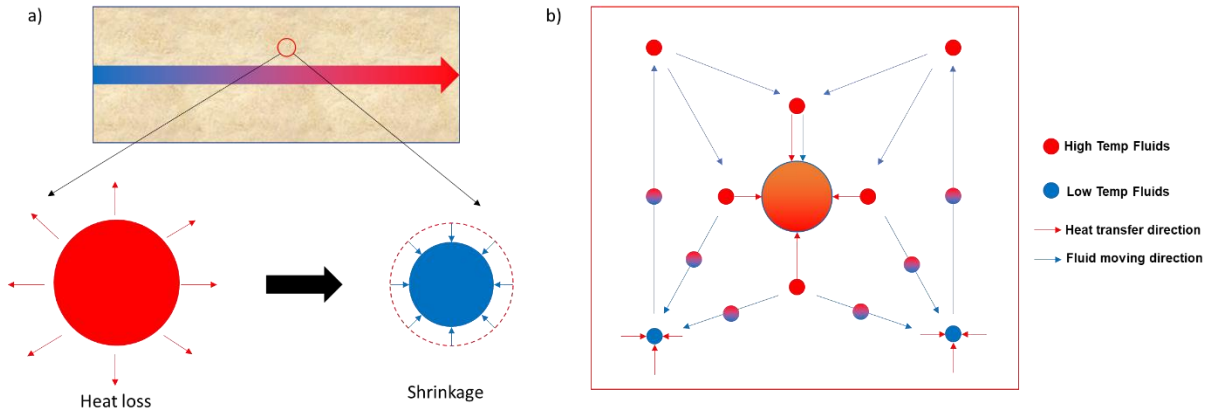 a)
b)
High Temp Fluids
Low Temp Fluids
Heat transfer direction
Fluid moving direction
Heat loss
Shrinkage